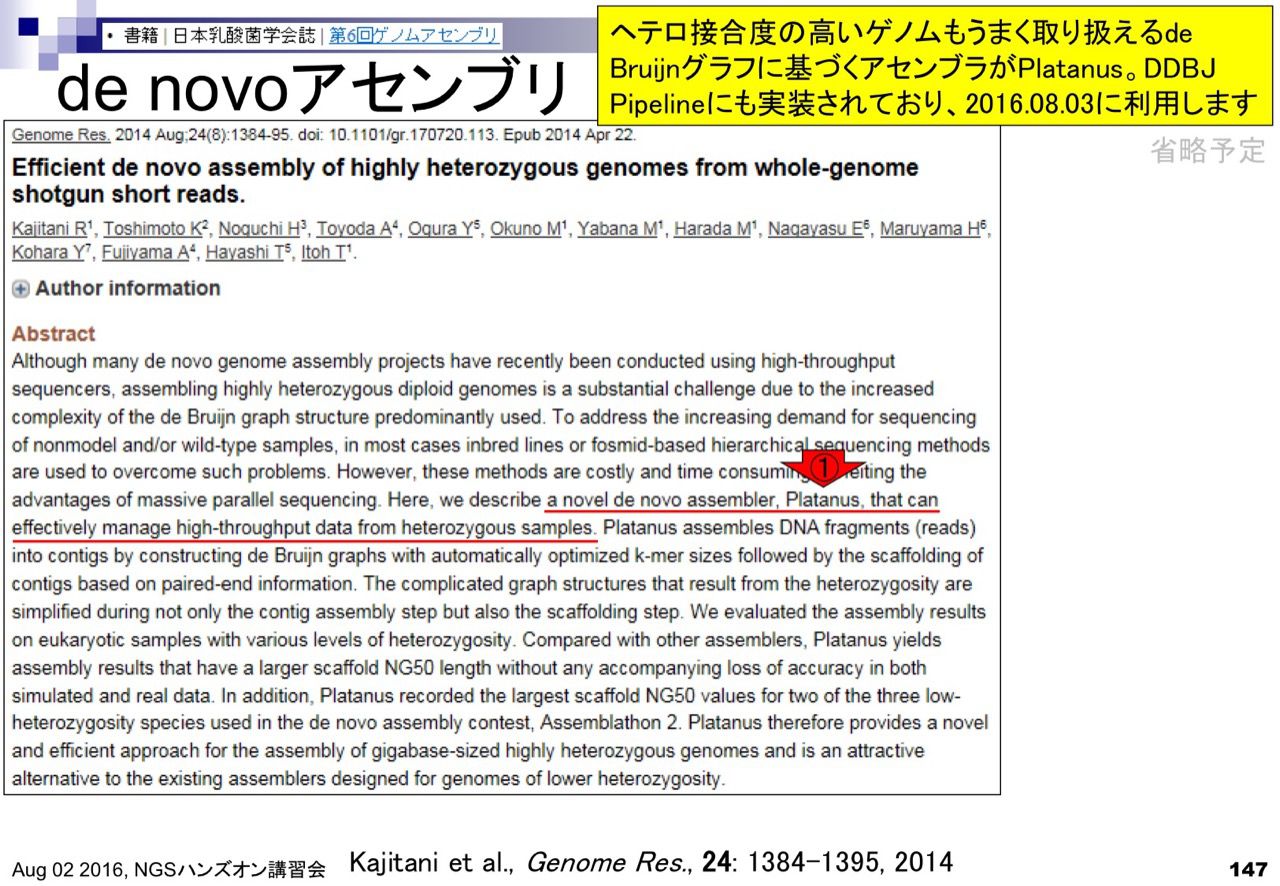 • 書籍 | 日本乳酸菌学会誌 | 第6回ゲノムアセンブリ
de novoアセンブリ
ヘテロ接合度の高いゲノムもうまく取り扱えるde
Bruijnグラフに基づくアセンブラがPlatanus。DDBJ
Pipelineにも実装されており、2016.08.03に利用します
省略予定
Genome Res. 2014 Aug;24(8):1384-95. doi: 10.1101/gr.170720.113. Epub 2014 Apr 22.
Efficient de novo assembly of highly heterozygous genomes from whole-genome
shotgun short reads.
Kajitani R1, Toshimoto K2, Noguchi H3, Toyoda A4, Ogura Y5, Okuno M1, Yabana M1, Harada M1, Nagayasu E6, Maruyama H6,
Kohara Y7, Fujiyama A4, Hayashi T5, Itoh T1.
Author information
Abstract
Although many de novo genome assembly projects have recently been conducted using high-throughput
sequencers, assembling highly heterozygous diploid genomes is a substantial challenge due to the increased
complexity of the de Bruijn graph structure predominantly used. To address the increasing demand for sequencing
of nonmodel and/or wild-type samples, in most cases inbred lines or fosmid-based hierarchical sequencing methods
are used to overcome such problems. However, these methods are costly and time consuming the
①
advantages of massive parallel sequencing. Here, we describe a novel de novo assembler, Platanus, that can
effectively manage high-throughput data from heterozygous samples. Platanus assembles DNA fragments (reads)
into contigs by constructing de Bruijn graphs with automatically optimized k-mer sizes followed by the scaffolding of
contigs based on paired-end information. The complicated graph structures that result from the heterozygosity are
simplified during not only the contig assembly step but also the scaffolding step. We evaluated the assembly results
on eukaryotic samples with various levels of heterozygosity. Compared with other assemblers, Platanus yields
assembly results that have a larger scaffold NG50 length without any accompanying loss of accuracy in both
simulated and real data. In addition, Platanus recorded the largest scaffold NG50 values for two of the three low-
heterozygosity species used in the de novo assembly contest, Assemblathon 2. Platanus therefore provides a novel
and efficient approach for the assembly of gigabase-sized highly heterozygous genomes and is an attractive
alternative to the existing assemblers designed for genomes of lower heterozygosity.
Aug 02 2016, NGSハンズオン講習会
Kajitani et al., Genome Res., 24: 1384-1395, 2014
147